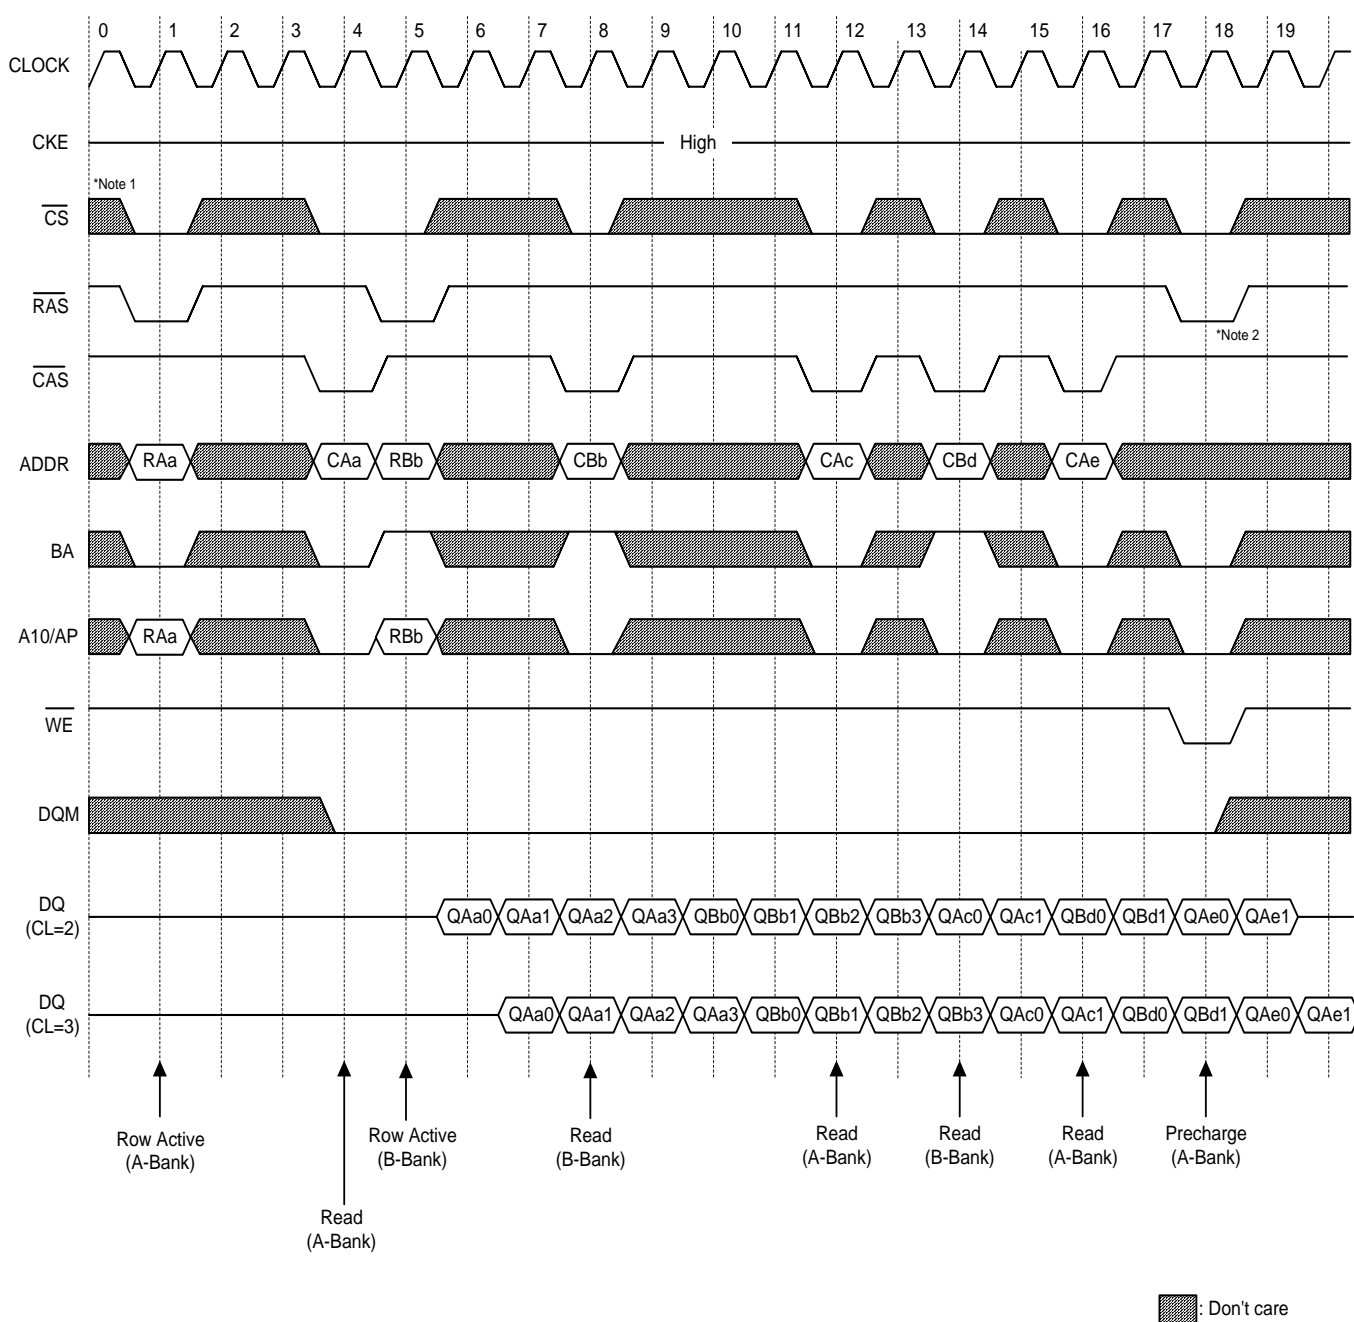 0 1 2 3 4 5 6 7 8 9 10 11 12 13 14 15 16 17 18 19
CLOCK
CKE High
*Note 1
CS
RAS
*Note 2
CAS
ADDR RAa CAa RBb CBb CAc CBd CAe
BA
A10/AP RAa RBb
WE
DQM
DQ
(CL=2)
QAa0 QAa1 QAa2 QAa3 QBb0 QBb1 QBb2 QBb3 QAc0 QAc1 QBd0 QBd1 QAe0 QAe1
DQ
(CL=3)
QAa0 QAa1 QAa2 QAa3 QBb0 QBb1 QBb2 QBb3 QAc0 QAc1 QBd0 QBd1 QAe0 QAe1
Row Active
(A-Bank)
Read
(A-Bank)
Row Active
(B-Bank)
Read
(B-Bank)
Read
(A-Bank)
Read
(B-Bank)
Read
(A-Bank)
Precharge
(A-Bank)
: Don't care